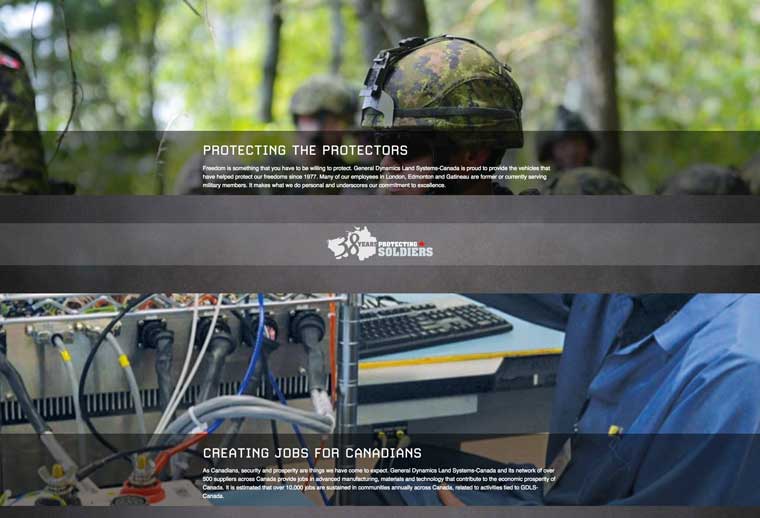 PROTECTING THE PROTECTORS
Freedom is something that you have to be willing to protect. General Dynamics Land Systems-Canada is proud to provide the vehicles that
have helped protect our freedoms since 1977. Many of our employees in London, Edmonton and Gatineau are former or currently serving
military members. It makes what we do personal and underscores our commitment to excellence.
38 YEARS PROTECTING
SOLDIERS
CREATING JOBS FOR CANADIANS
As Canadians, security and prosperity are things we have come to expect. General Dynamics Land Systems-Canada and its network of over
500 suppliers across Canada provide jobs in advanced manufacturing, materials and technology that contribute to the economic prosperity of
Canada. It is estimated that over 10,000 jobs are sustained in communities annually across Canada, related to activities tied to GDLS-
Canada.